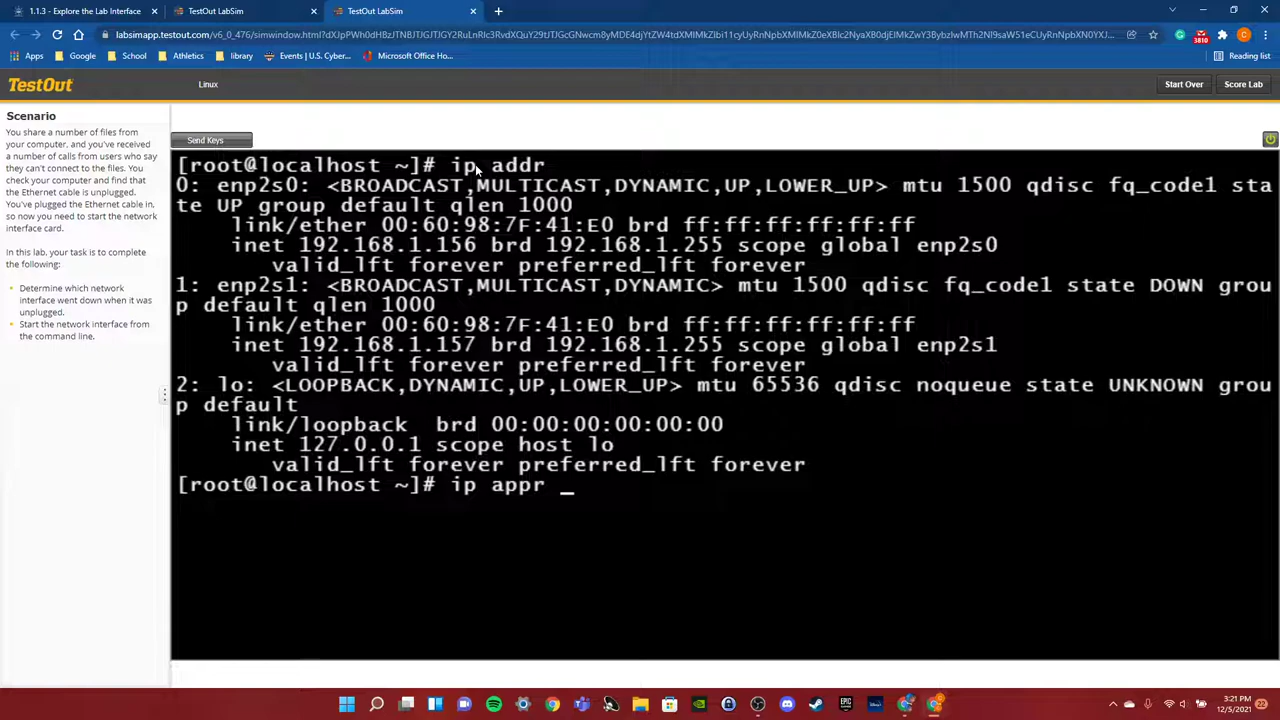 1.1.3 - Explore the Lab Interface
TestOut LabSim
TestOut LabSim
Apps
Google
School
Athletics
library
Events | U.S. Cyber...
Microsoft Office Ho...
Reading list
TestOut
Linux
Start Over
Score Lab
Scenario
You share a number of files from
your computer, and you've received
a number of calls from users who say
they can't connect to the files. You
check your computer and find that
the Ethernet cable is unplugged.
You've plugged the Ethernet cable in,
so now you need to start the network
interface card.
In this lab, your task is to complete
the following:
Determine which network
interface went down when it was
unplugged.
Start the network interface from
the command line.
Send Keys
[root@localhost ~]# ip addr
0: enp2s0: <BROADCAST,MULTICAST,DYNAMIC,UP,LOWER_UP> mtu 1500 qdisc fq_code1 sta
te UP group default qlen 1000
link/ether 00:60:98:7F:41:E0 brd ff:ff:ff:ff:ff:ff
inet 192.168.1.156 brd 192.168.1.255 scope global enp2s0
valid_lft forever preferred_lft forever
1: enp2s1: <BROADCAST,MULTICAST,DYNAMIC> mtu 1500 qdisc fq_code1 state DOWN grou
p default qlen 1000
link/ether 00:60:98:7F:41:E0 brd ff:ff:ff:ff:ff:ff
inet 192.168.1.157 brd 192.168.1.255 scope global enp2s1
valid_lft forever preferred_lft forever
2: lo: <LOOPBACK,DYNAMIC,UP,LOWER_UP> mtu 65536 qdisc noqueue state UNKNOWN grou
p default
link/loopback  brd 00:00:00:00:00:00
inet 127.0.0.1 scope host lo
valid_lft forever preferred_lft forever
[root@localhost ~]# ip appr _
3:21 PM
12/5/2021